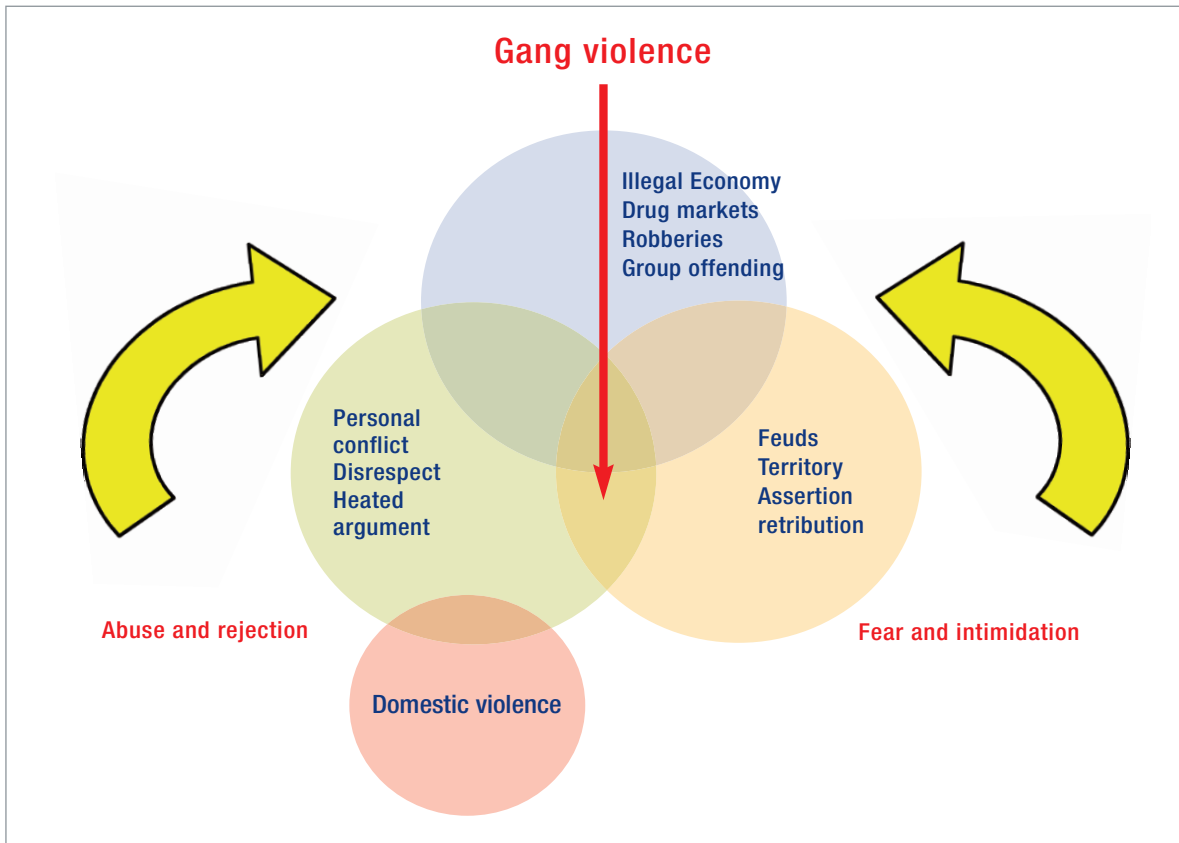 Gang violence
Illegal Economy
Drug markets
Robberies
Group offending
Personal
conflict
Disrespect
Heated
argument
Feuds
Territory
Assertion
retribution
Abuse and rejection
Fear and intimidation
Domestic violence